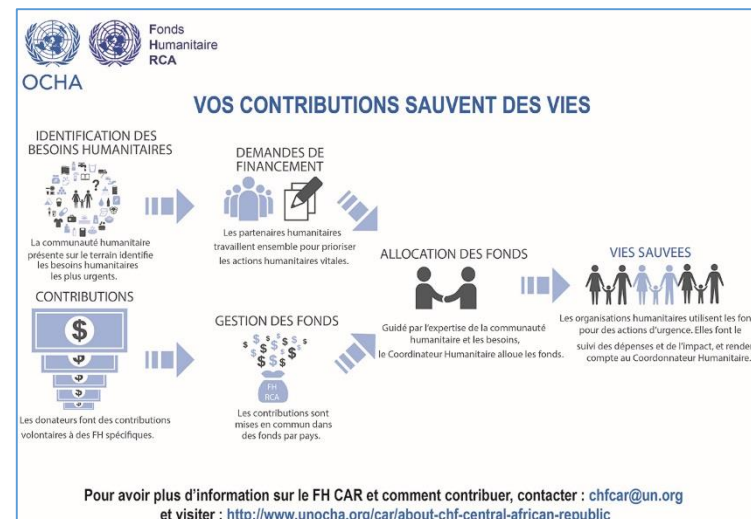 Fonds
Humanitaire
RCA
OCHA
VOS CONTRIBUTIONS SAUVENT DES VIES
IDENTIFICATION DES
BESOINS HUMANITAIRES
La communauté humanitaire
présente sur le terrain identifie
les besoins humanitaires
les plus urgents.
DEMANDES DE
FINANCEMENT
Les partenaires humanitaires
travaillent ensemble pour prioriser
les actions humanitaires vitales.
CONTRIBUTIONS
$
$
$
$
Les donateurs font des contributions
volontaires à des FH spécifiques.
GESTION DES FONDS
FH
RCA
Les contributions sont
mises en commun dans
des fonds par pays.
ALLOCATION DES FONDS
Guidé par l'expertise de la communauté
humanitaire et les besoins,
le Coordinateur Humanitaire alloue les fonds.
VIES SAUVEES
Les organisations humanitaires utilisent les fon
pour des actions d'urgence. Elles font le
suivi des dépenses et de l'impact, et render
compte au Coordonnateur Humanitaire.
Pour avoir plus d'information sur le FH CAR et comment contribuer, contacter : chfcar@un.org
et visiter : http://www.unocha.org/car/about-chf-central-african-republic